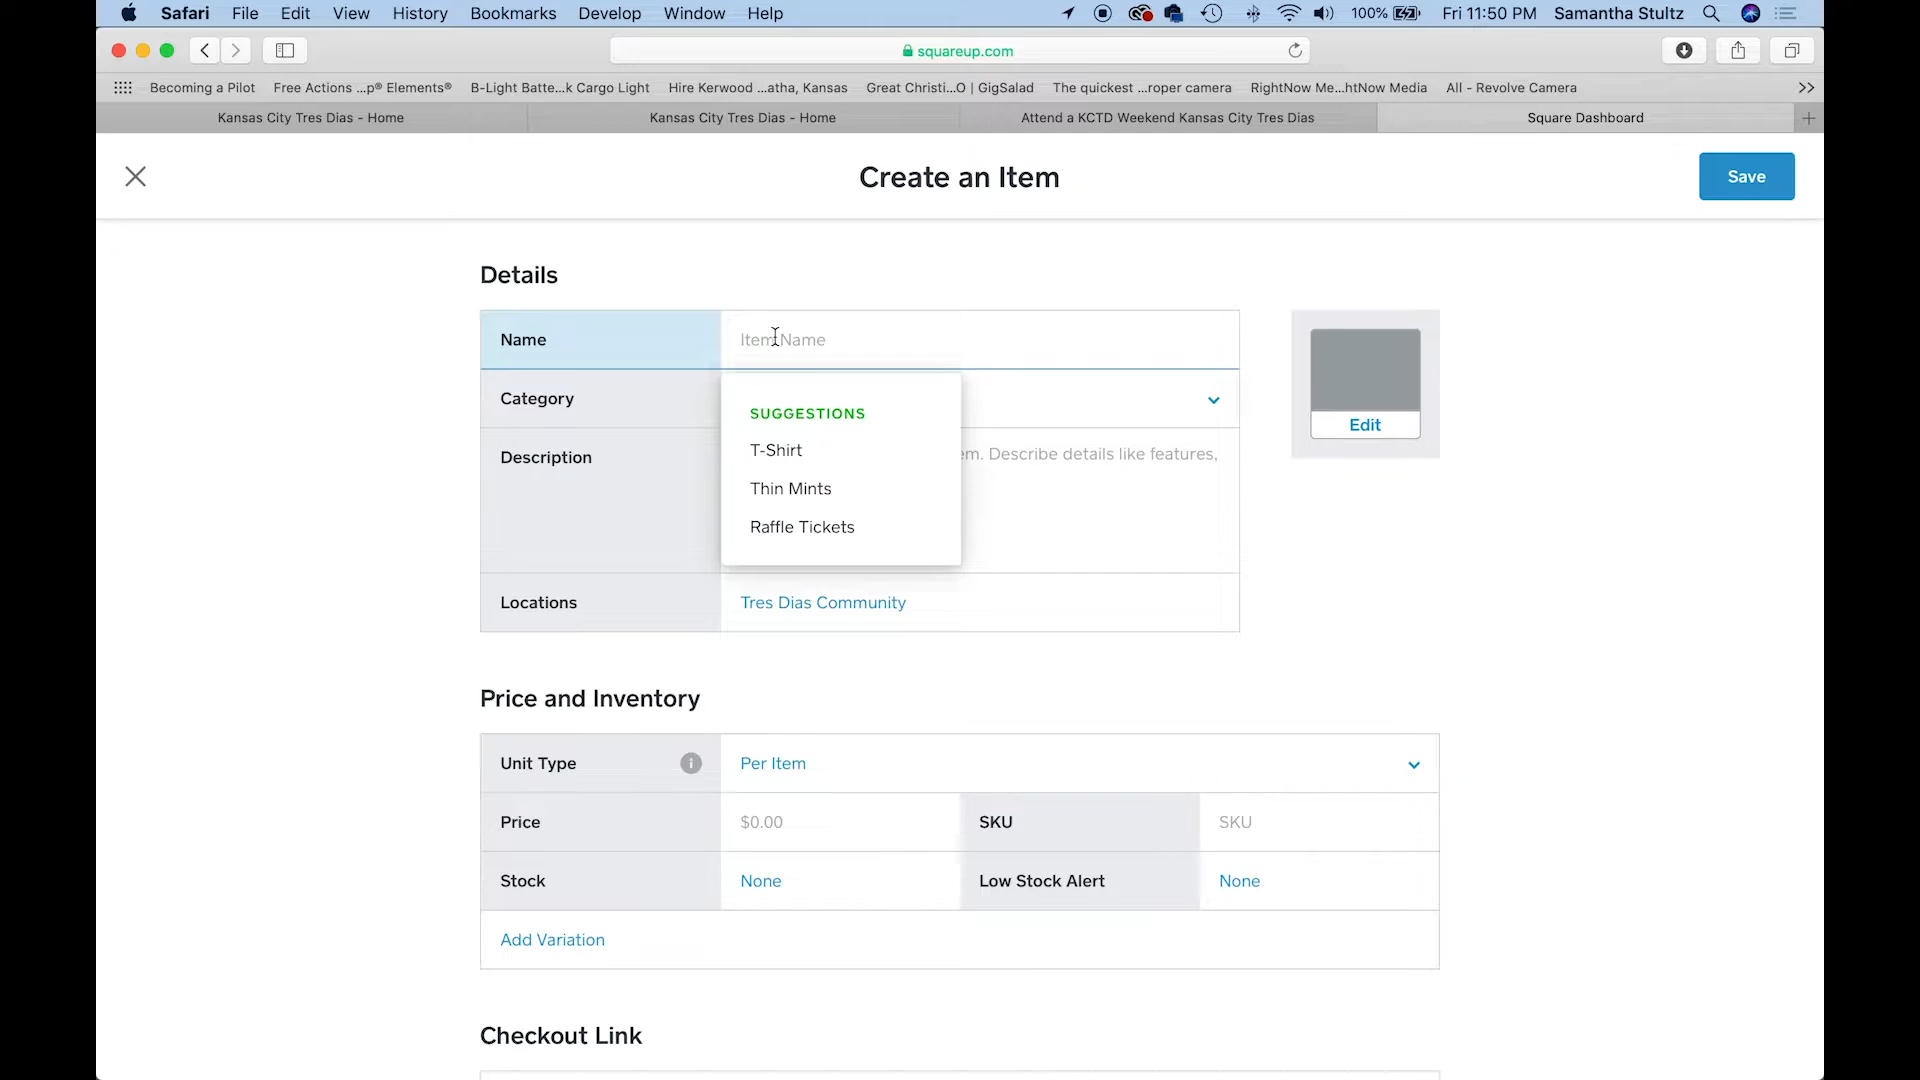 Safari File Edit View History Bookmarks Develop Window Help 100% Fri 11:50 PM Samantha Stultz
squareup.com
Becoming a Pilot Free Actions ...p® Elements® B-Light Batte...k Cargo Light Hire Kerwood ...atha, Kansas Great Christi...O | GigSalad The quickest ...roper camera RightNow Me...htNow Media All - Revolve Camera >>
Kansas City Tres Dias - Home Kansas City Tres Dias - Home Attend a KCTD Weekend Kansas City Tres Dias Square Dashboard
Create an Item
Save
Details
Name Item Name
Category
SUGGESTIONS
T-Shirt
Thin Mints
Raffle Tickets
Edit
Description em. Describe details like features,
Locations Tres Dias Community
Price and Inventory
Unit Type i Per Item
Price $0.00 SKU SKU
Stock None Low Stock Alert None
Add Variation
Checkout Link